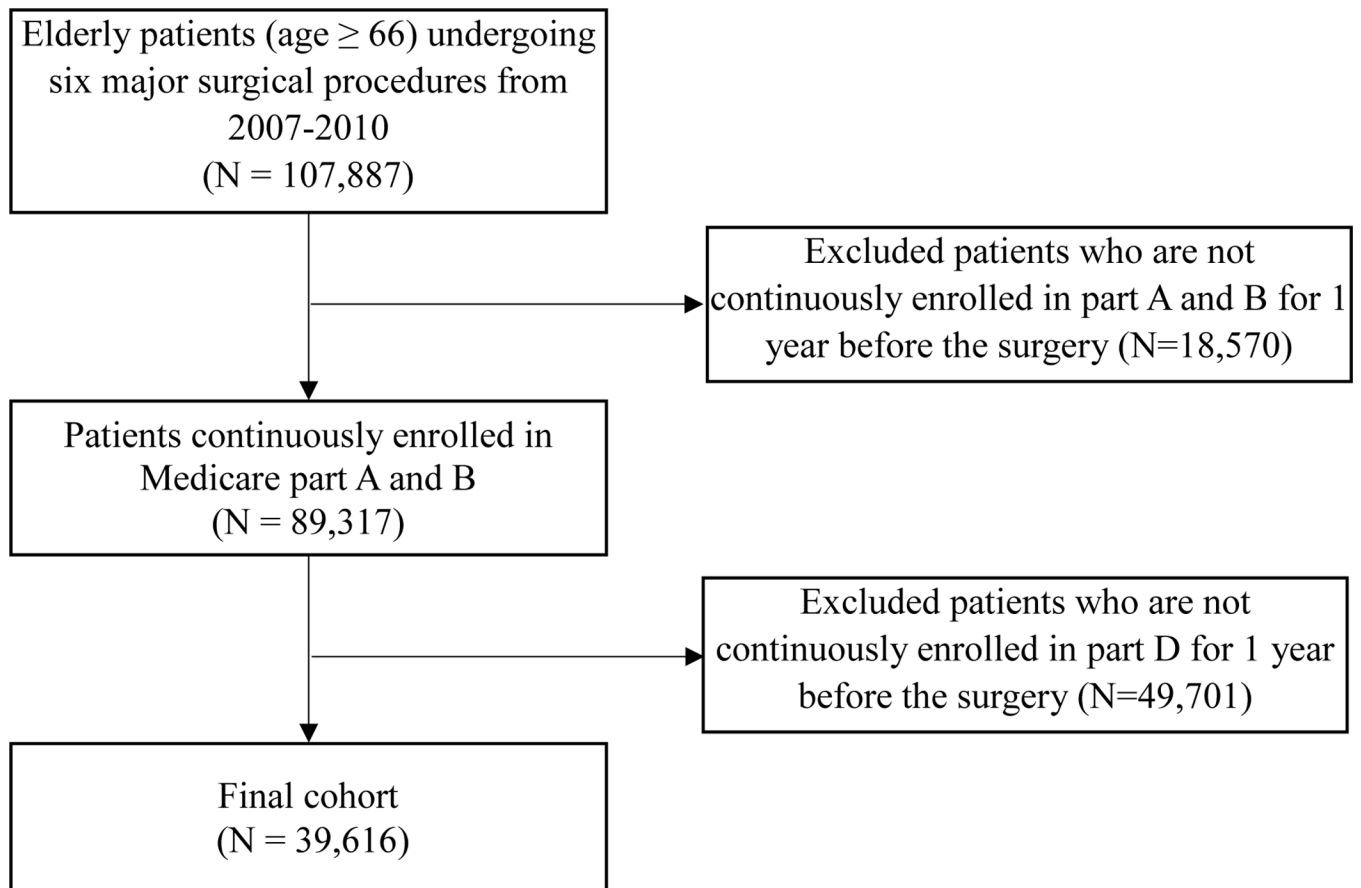 Elderly patients (age ≥ 66) undergoing
six major surgical procedures from
2007-2010
(N = 107,887)
Excluded patients who are not
continuously enrolled in part A and B for 1
year before the surgery (N=18,570)
Patients continuously enrolled in
Medicare part A and B
(N = 89,317)
Excluded patients who are not
continuously enrolled in part D for 1 year
before the surgery (N=49,701)
Final cohort
(N = 39,616)